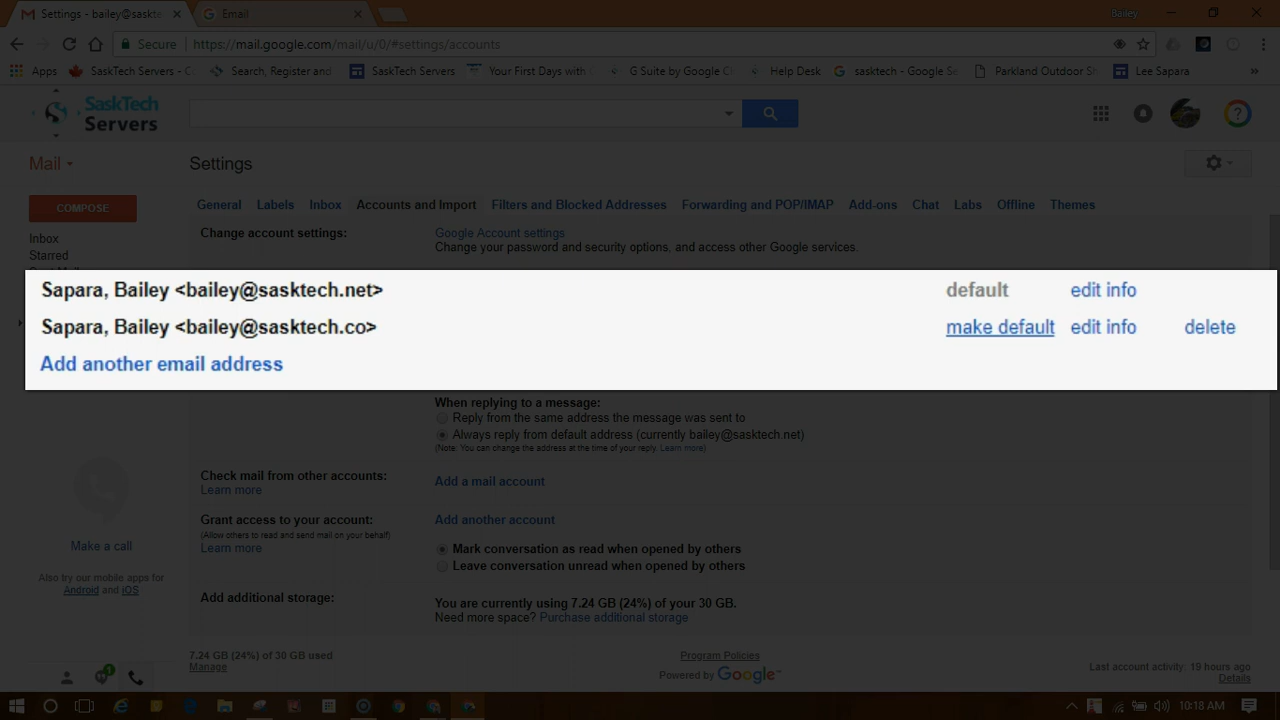 Settings - bailey@saskte
Email
Bailey
Secure
https://mail.google.com/mail/u/0/#settings/accounts
Apps
SaskTech Servers - C
Search, Register and
SaskTech Servers
Your First Days with
G Suite by Google C
Help Desk
sasktech - Google Se
Parkland Outdoor Sh
Lee Sapara
»
SaskTech
Servers
Mail
Settings
COMPOSE
General
Labels
Inbox
Accounts and Import
Filters and Blocked Addresses
Forwarding and POP/IMAP
Add-ons
Chat
Labs
Offline
Themes
Inbox
Starred
Change account settings:
Google Account settings
Change your password and security options, and access other Google services.
Sapara, Bailey <bailey@sasktech.net> default edit info
Sapara, Bailey <bailey@sasktech.co> make default edit info delete
Add another email address
When replying to a message:
Reply from the same address the message was sent to
Always reply from default address (currently bailey@sasktech.net)
(Note: You can change the address at the time of your reply. Learn more)
Check mail from other accounts:
Learn more
Add a mail account
Grant access to your account:
(Allow others to read and send mail on your behalf)
Learn more
Add another account
Mark conversation as read when opened by others
Leave conversation unread when opened by others
Add additional storage:
You are currently using 7.24 GB (24%) of your 30 GB.
Need more space? Purchase additional storage
Make a call
Also try our mobile apps for
Android and iOS
7.24 GB (24%) of 30 GB used
Manage
Program Policies
Powered by Google™
Last account activity: 19 hours ago
Details
1
10:18 AM